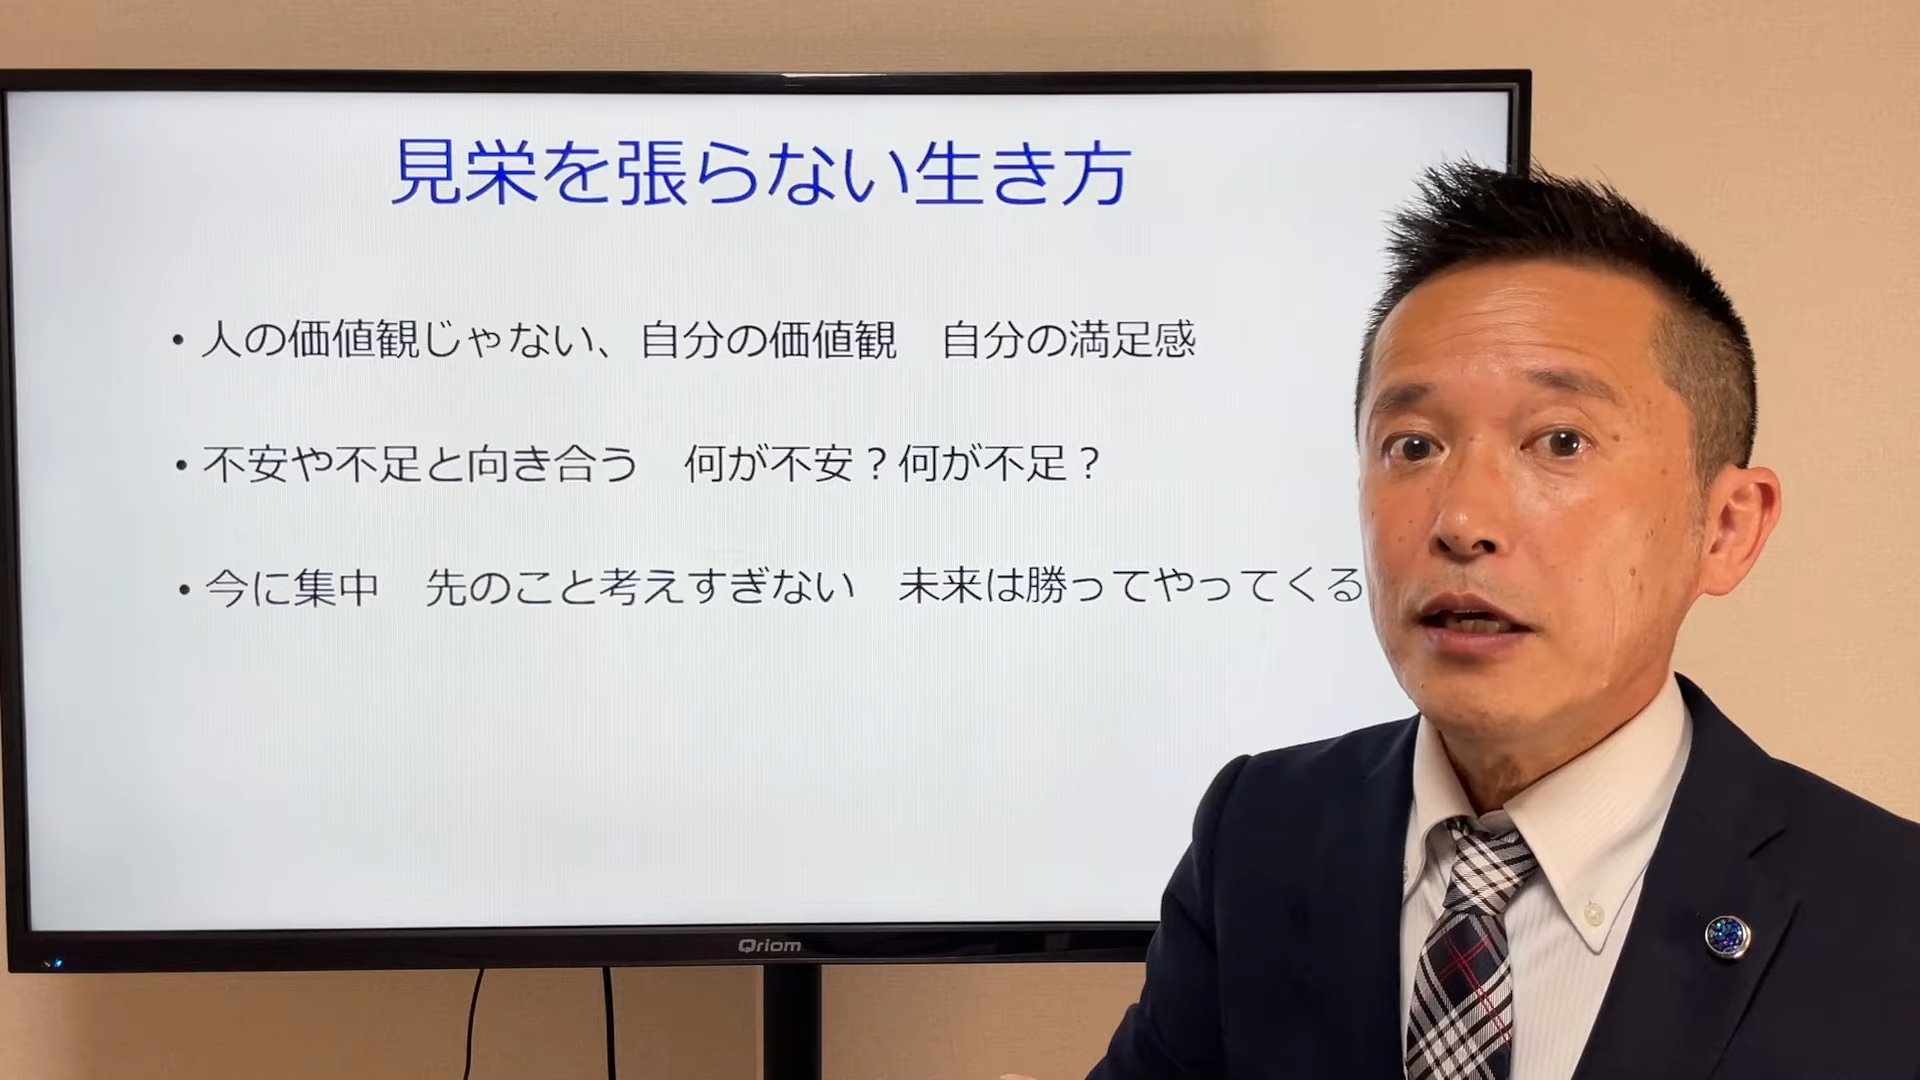 見栄を張らない生き方
・人の価値観じゃない、自分の価値観　自分の満足感
・不安や不足と向き合う　何が不安？何が不足？
・今に集中　先のこと考えすぎない　未来は勝ってやってくる
Qriom